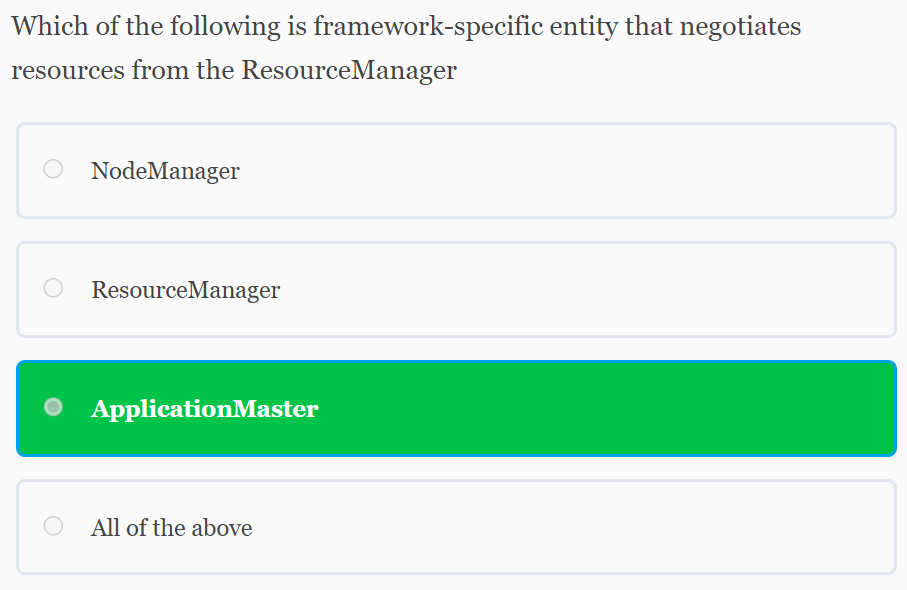 Which of the following is framework-specific entity that negotiates
resources from the ResourceManager
NodeManager
ResourceManager
ApplicationMaster
All of the above